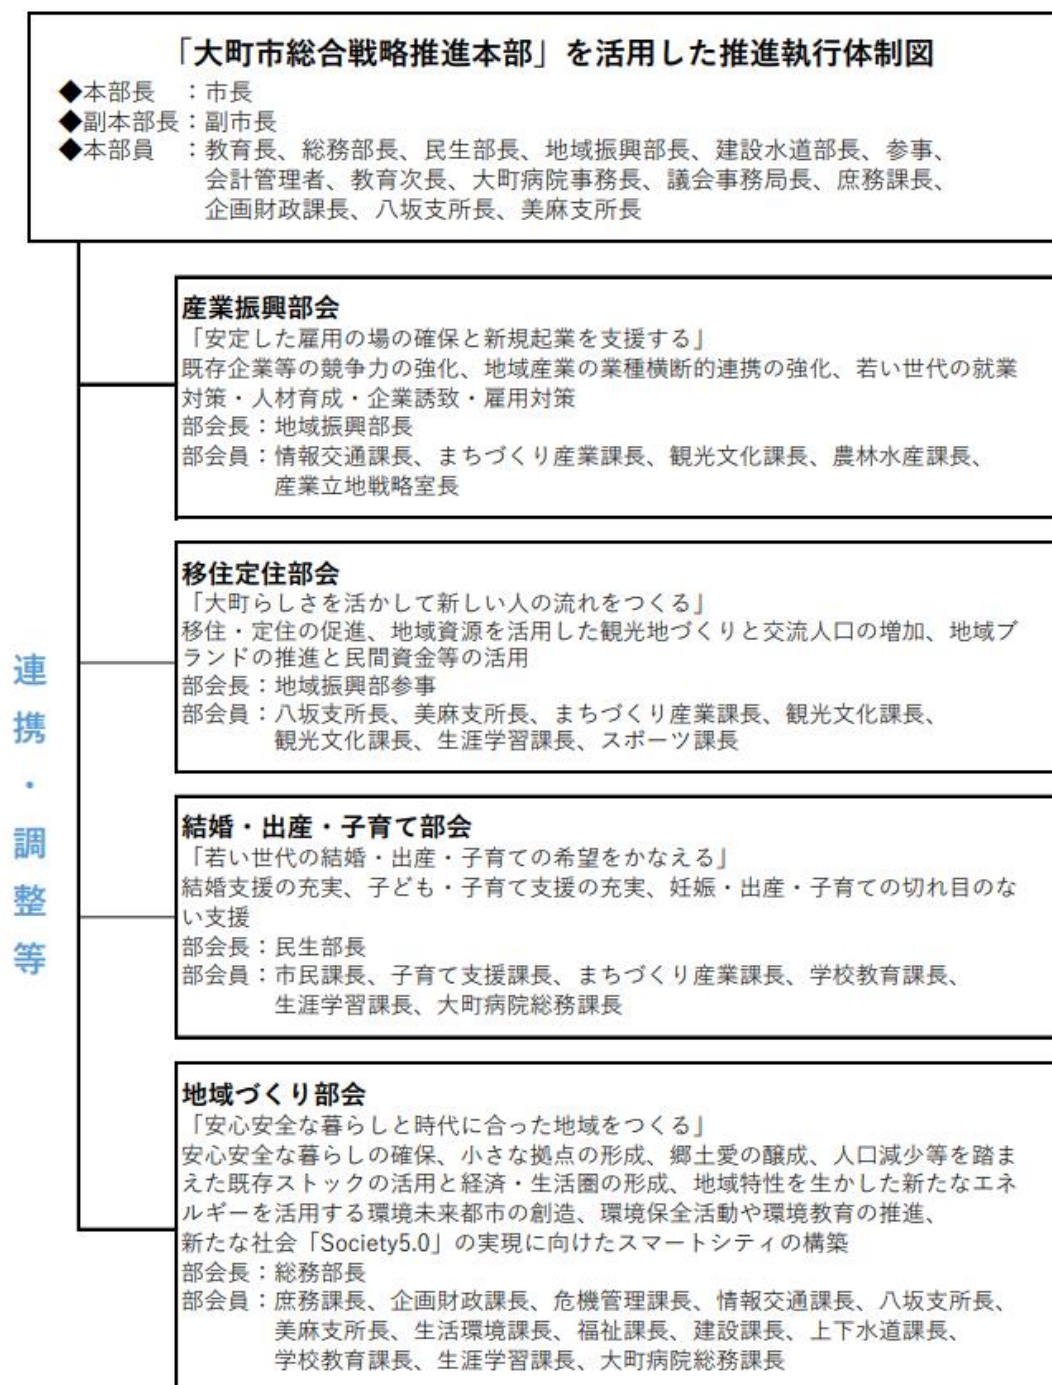 「大町市総合戦略推進本部」を活用した推進執行体制図
◆本部長　：市長
◆副本部長：副市長
◆本部員　：教育長、総務部長、民生部長、地域振興部長、建設水道部長、参事、
会計管理者、教育次長、大町病院事務長、議会事務局長、庶務課長、
企画財政課長、八坂支所長、美麻支所長
産業振興部会
「安定した雇用の場の確保と新規起業を支援する」
既存企業等の競争力の強化、地域産業の業種横断的連携の強化、若い世代の就業
対策・人材育成・企業誘致・雇用対策
部会長：地域振興部長
部会員：情報交通課長、まちづくり産業課長、観光文化課長、農林水産課長、
産業立地戦略室長
移住定住部会
「大町らしさを活かして新しい人の流れをつくる」
移住・定住の促進、地域資源を活用した観光地づくりと交流人口の増加、地域ブ
ランドの推進と民間資金等の活用
部会長：地域振興部参事
部会員：八坂支所長、美麻支所長、まちづくり産業課長、観光文化課長、
観光文化課長、生涯学習課長、スポーツ課長
結婚・出産・子育て部会
「若い世代の結婚・出産・子育ての希望をかなえる」
結婚支援の充実、子ども・子育て支援の充実、妊娠・出産・子育ての切れ目のな
い支援
部会長：民生部長
部会員：市民課長、子育て支援課長、まちづくり産業課長、学校教育課長、
生涯学習課長、大町病院総務課長
地域づくり部会
「安心安全な暮らしと時代に合った地域をつくる」
安心安全な暮らしの確保、小さな拠点の形成、郷土愛の醸成、人口減少等を踏ま
えた既存ストックの活用と経済・生活圏の形成、地域特性を生かした新たなエネ
ルギーを活用する環境未来都市の創造、環境保全活動や環境教育の推進、
新たな社会「Society5.0」の実現に向けたスマートシティの構築
部会長：総務部長
部会員：庶務課長、企画財政課長、危機管理課長、情報交通課長、八坂支所長、
美麻支所長、生活環境課長、福祉課長、建設課長、上下水道課長、
学校教育課長、生涯学習課長、大町病院総務課長
連携・調整等